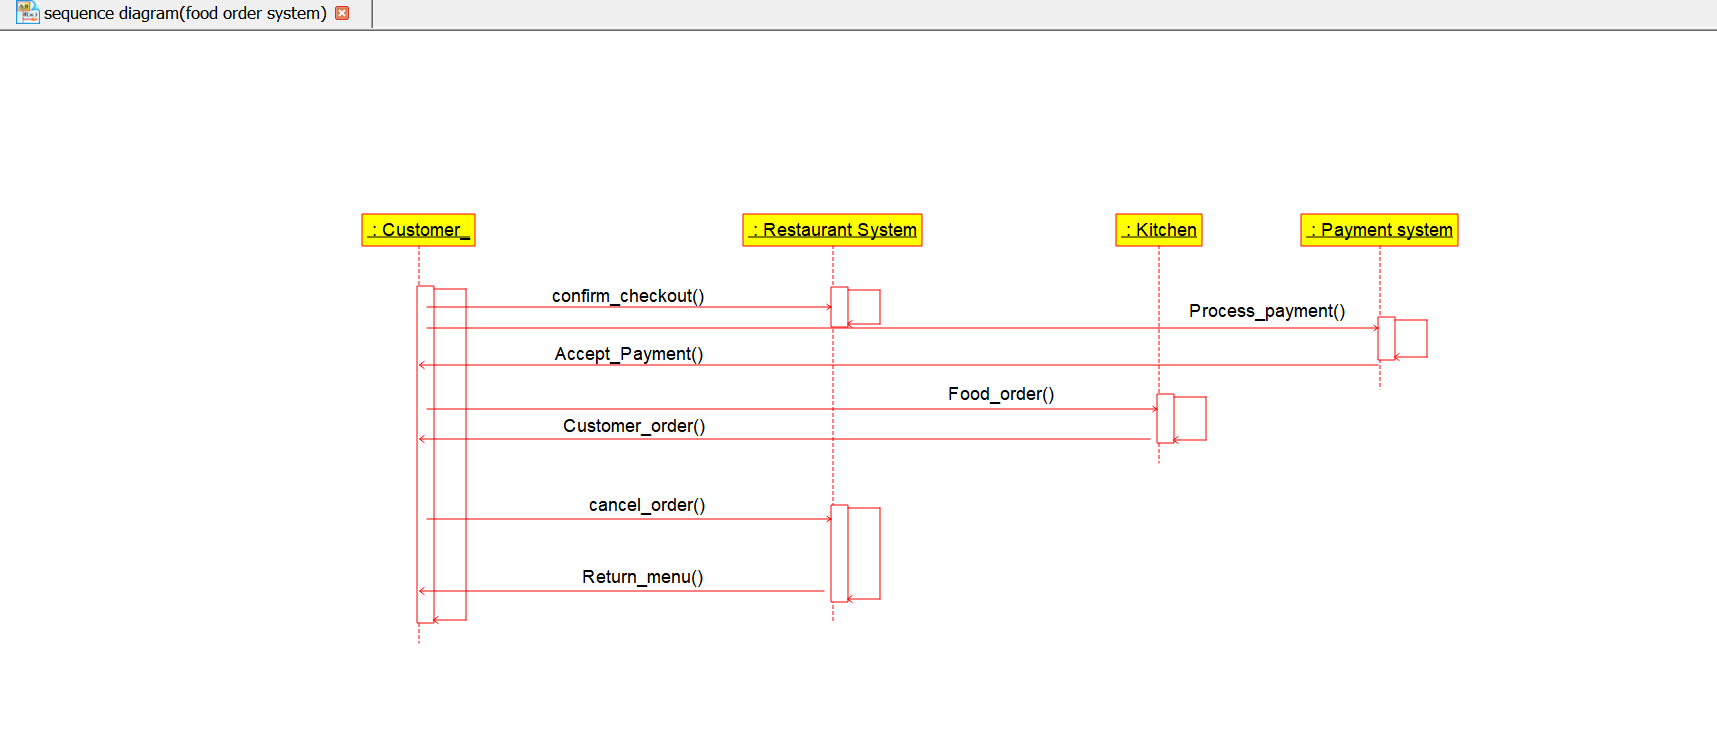 sequence diagram(food order system)
: Customer_
: Restaurant System
: Kitchen
: Payment system
confirm_checkout()
Process_payment()
Accept_Payment()
Food_order()
Customer_order()
cancel_order()
Return_menu()